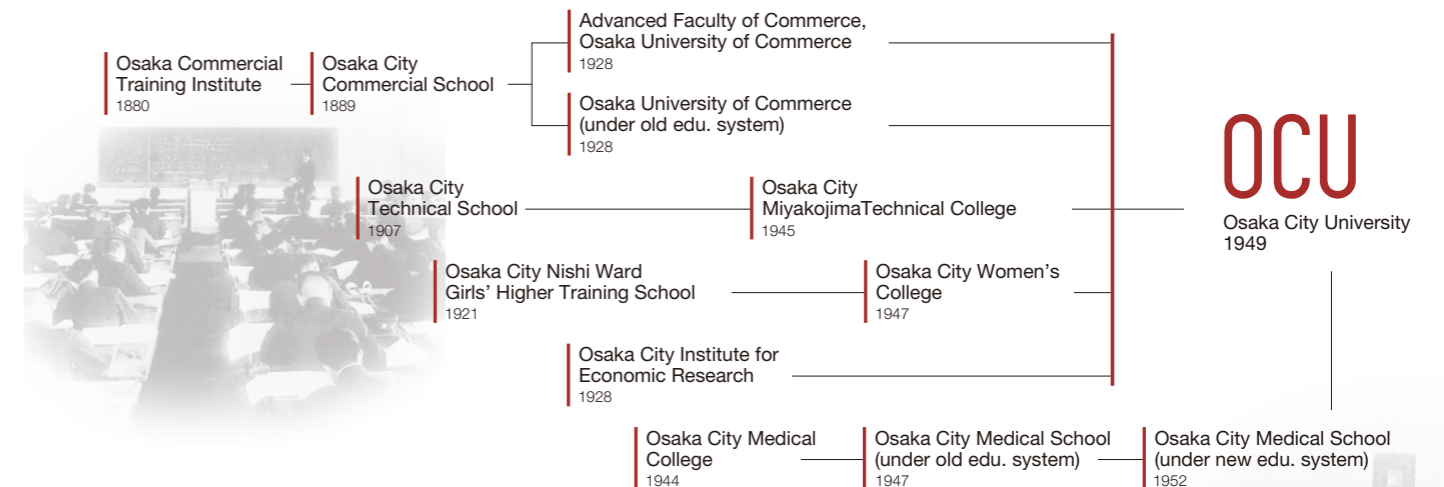 Osaka Commercial
Training Institute
1880
Osaka City
Commercial School
1889
Advanced Faculty of Commerce,
Osaka University of Commerce
1928
Osaka University of Commerce
(under old edu. system)
1928
Osaka City
Technical School
1907
Osaka City
MiyakojimaTechnical College
1945
Osaka City Nishi Ward
Girls' Higher Training School
1921
Osaka City Women's
College
1947
Osaka City Institute for
Economic Research
1928
OCU
Osaka City University
1949
Osaka City Medical
College
1944
Osaka City Medical School
(under old edu. system)
1947
Osaka City Medical School
(under new edu. system)
1952